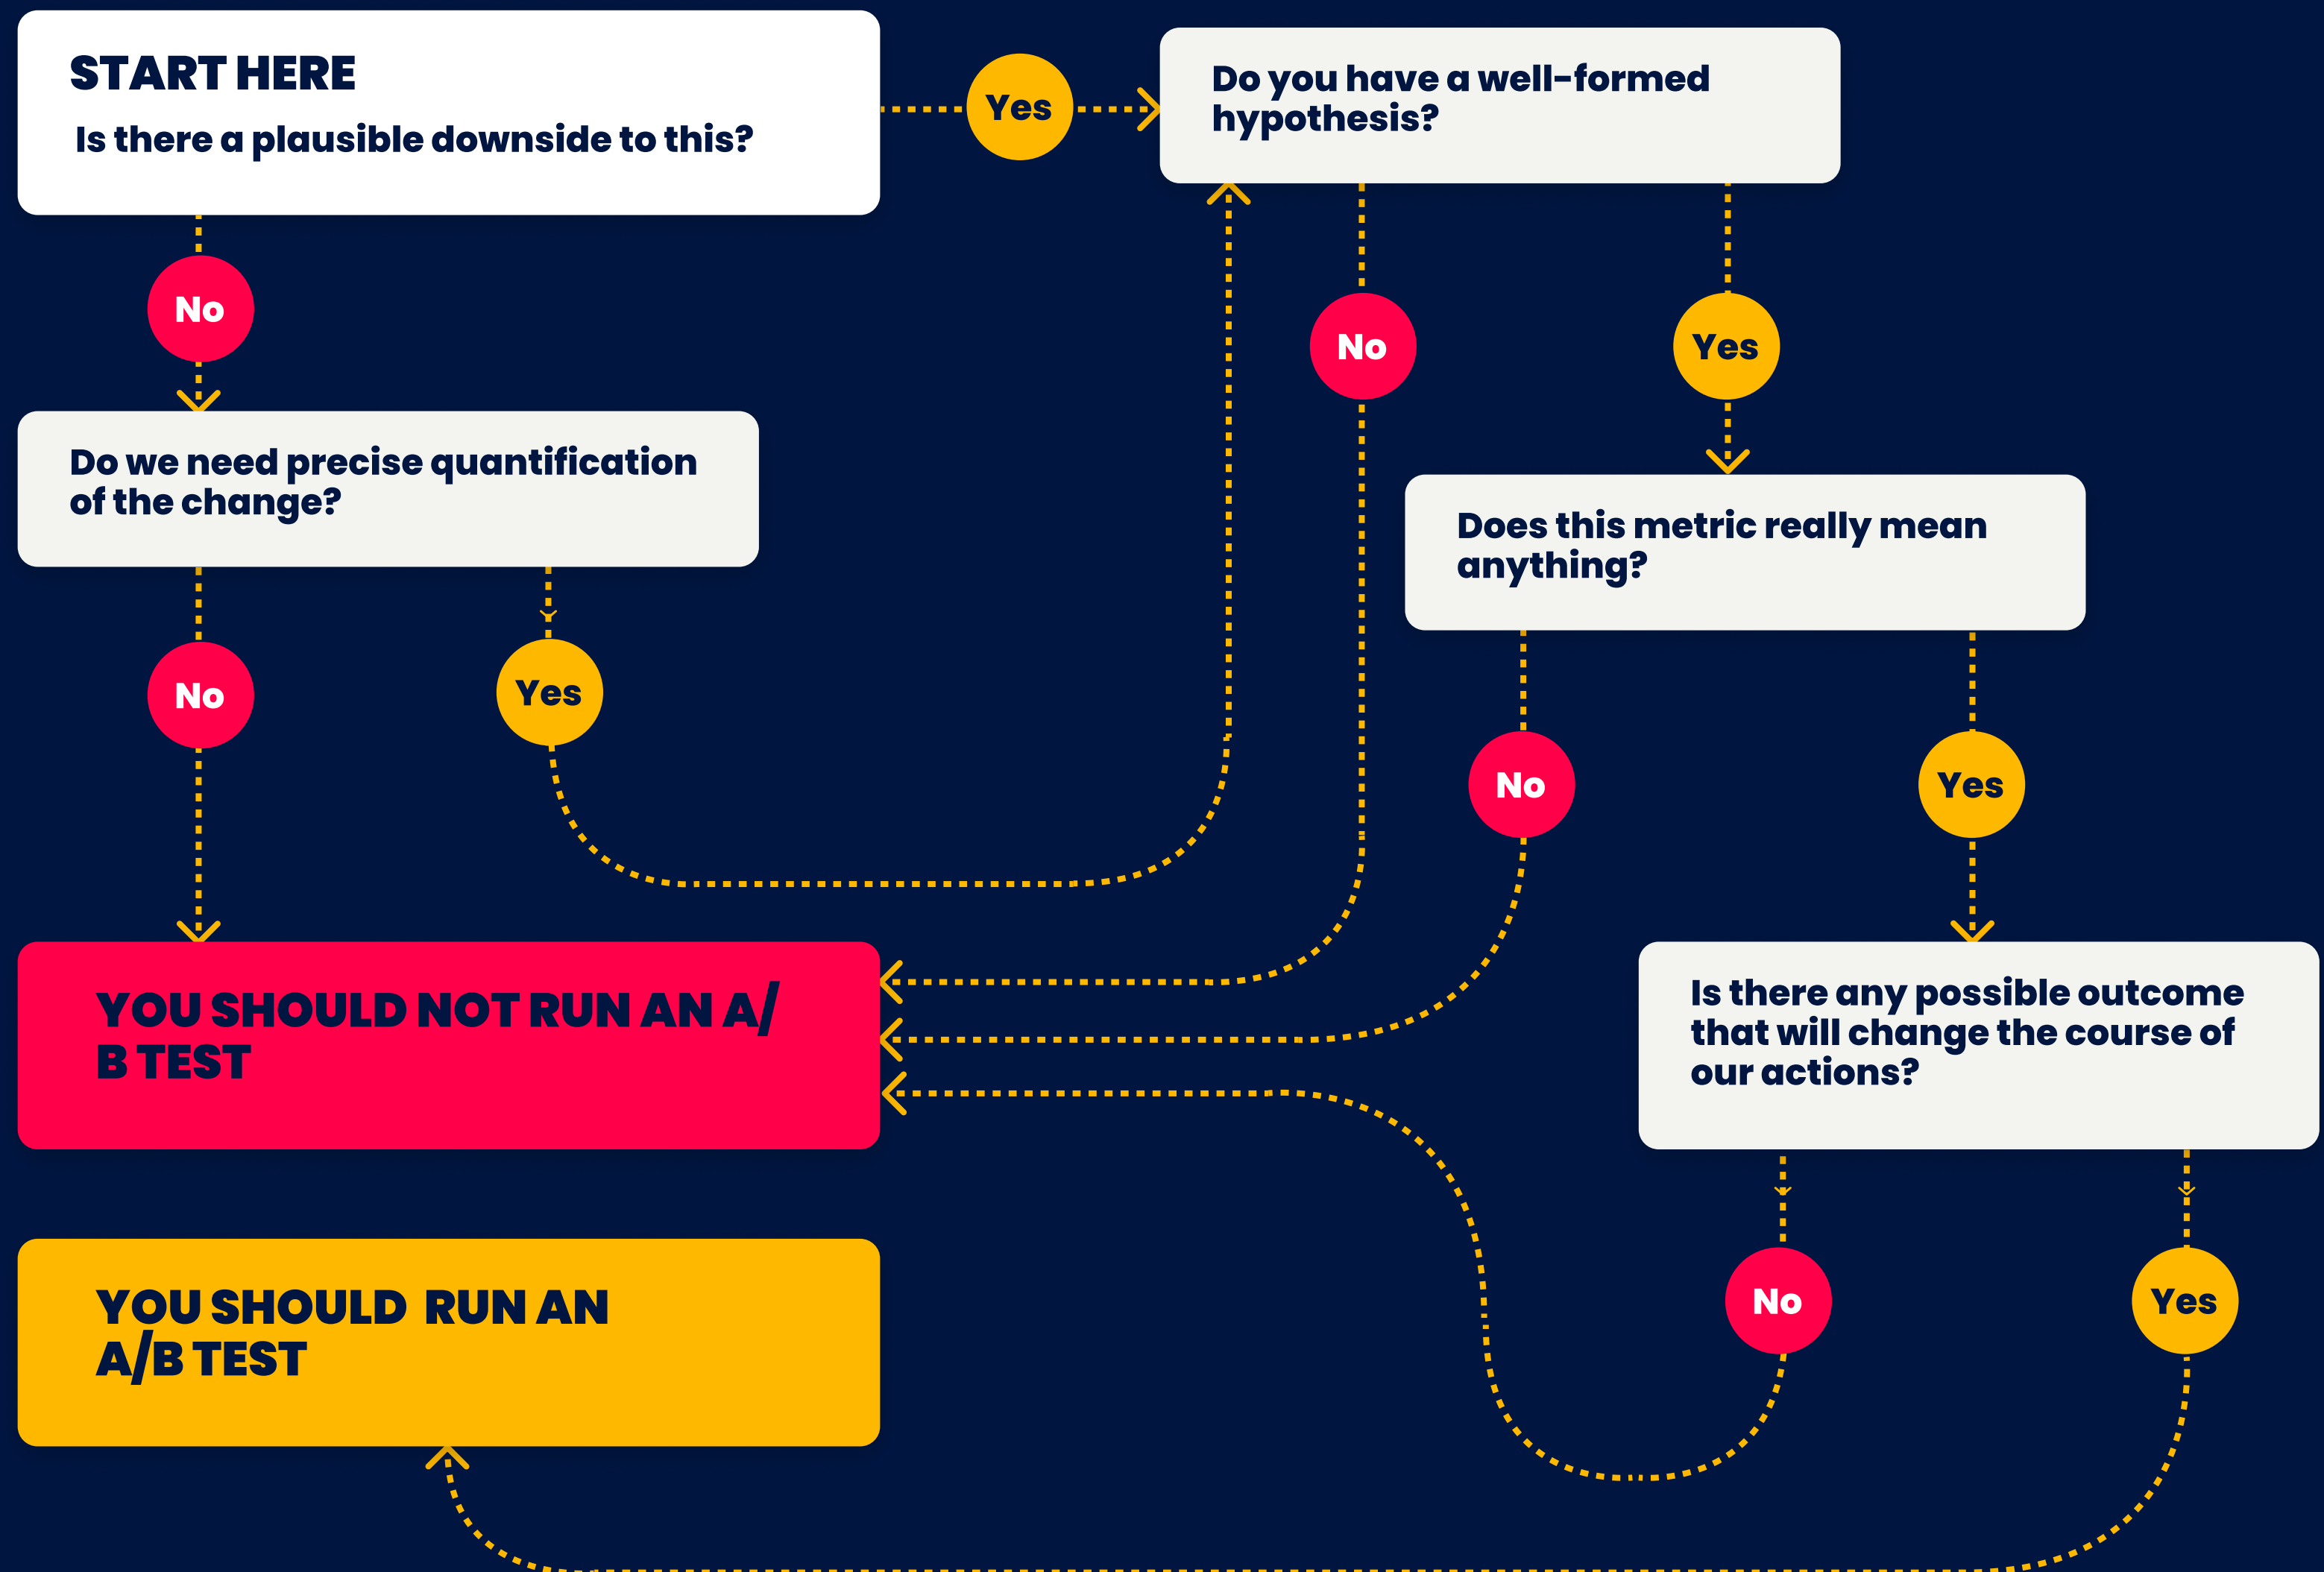 START HERE
Is there a plausible downside to this?
Yes
Do you have a well-formed
hypothesis?
No
No
Yes
Do we need precise quantification
of the change?
Does this metric really mean
anything?
No
Yes
No
Yes
YOU SHOULD NOT RUN AN A/
B TEST
Is there any possible outcome
that will change the course of
our actions?
No
Yes
YOU SHOULD  RUN AN
A/B TEST